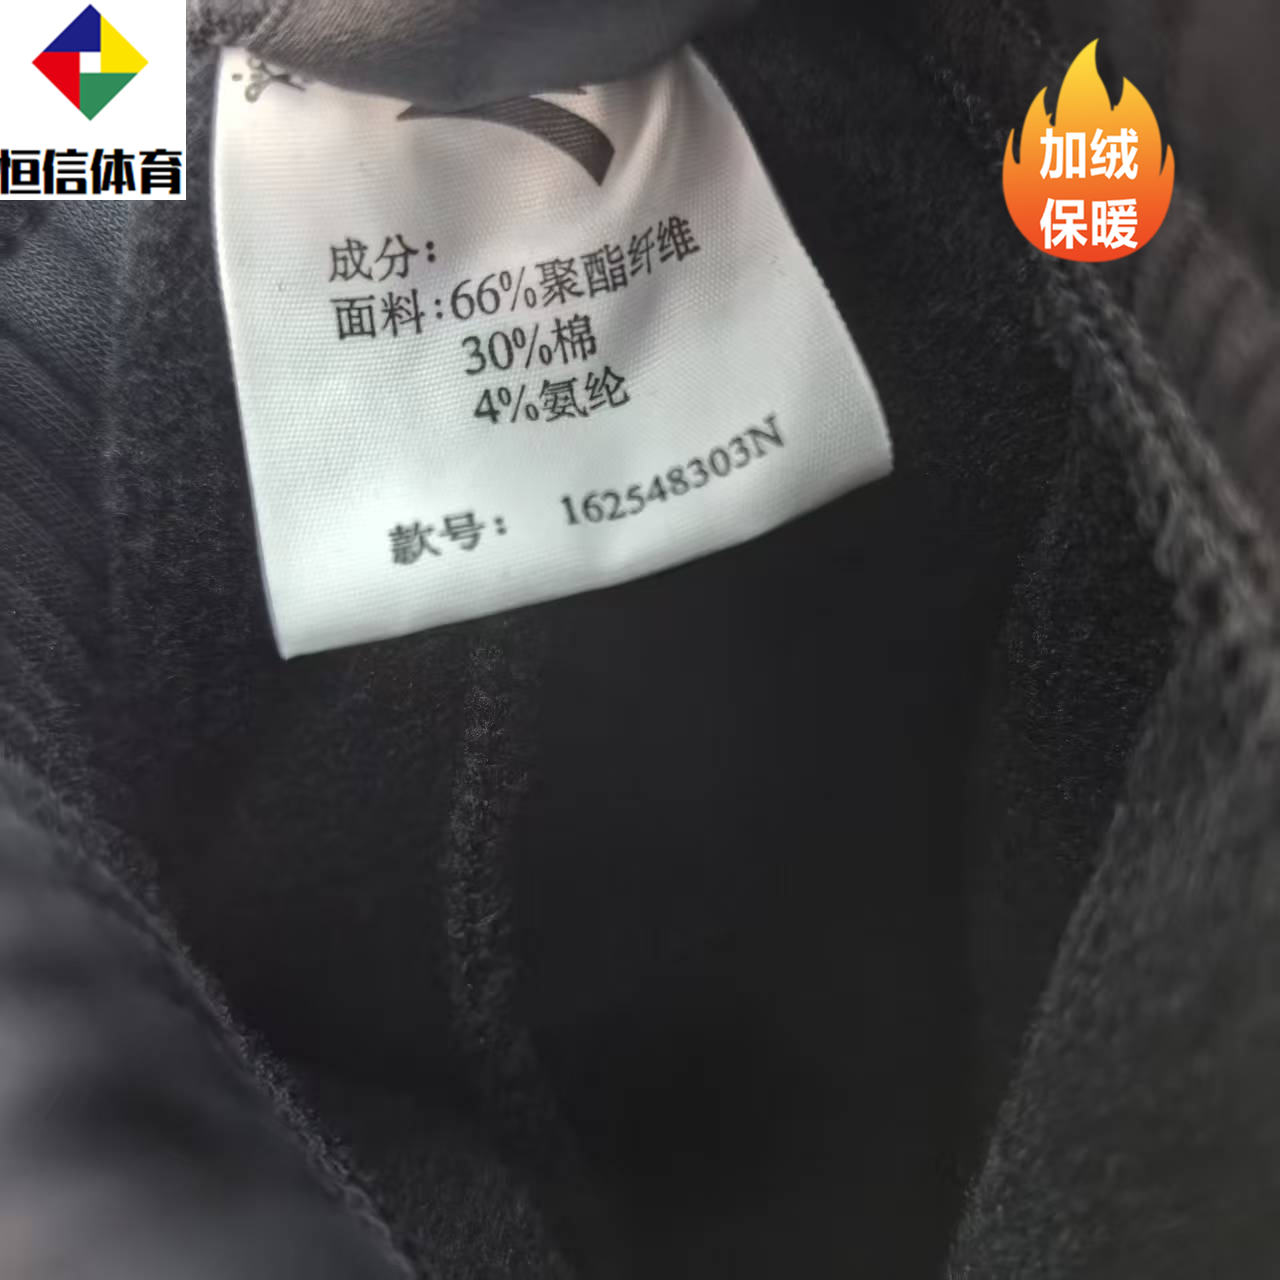 恒信体育
加绒
保暖
成分:
面料:66%聚酯纤维
30%棉
4%氨纶
款号: 162548303N